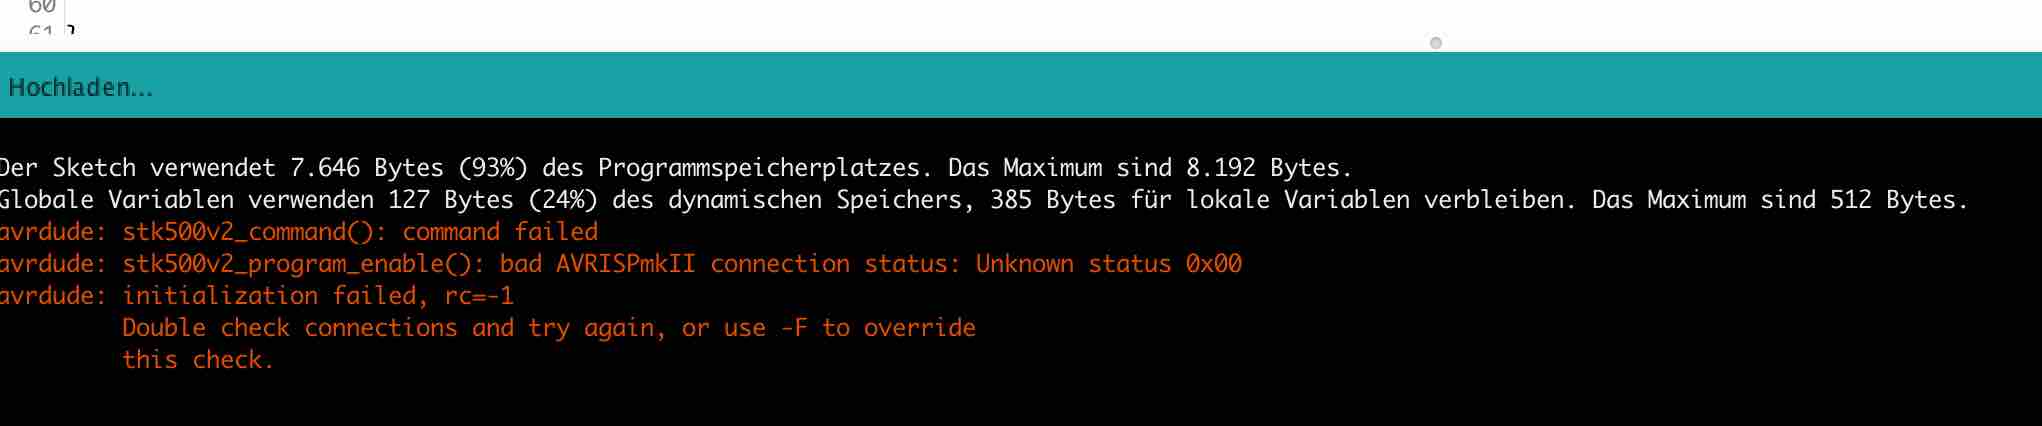 60
61 }
Hochladen...
Der Sketch verwendet 7.646 Bytes (93%) des Programmspeicherplatzes. Das Maximum sind 8.192 Bytes.
Globale Variablen verwenden 127 Bytes (24%) des dynamischen Speichers, 385 Bytes für lokale Variablen verbleiben. Das Maximum sind 512 Bytes.
avrdude: stk500v2_command(): command failed
avrdude: stk500v2_program_enable(): bad AVRISPmkII connection status: Unknown status 0x00
avrdude: initialization failed, rc=-1
Double check connections and try again, or use -F to override
this check.